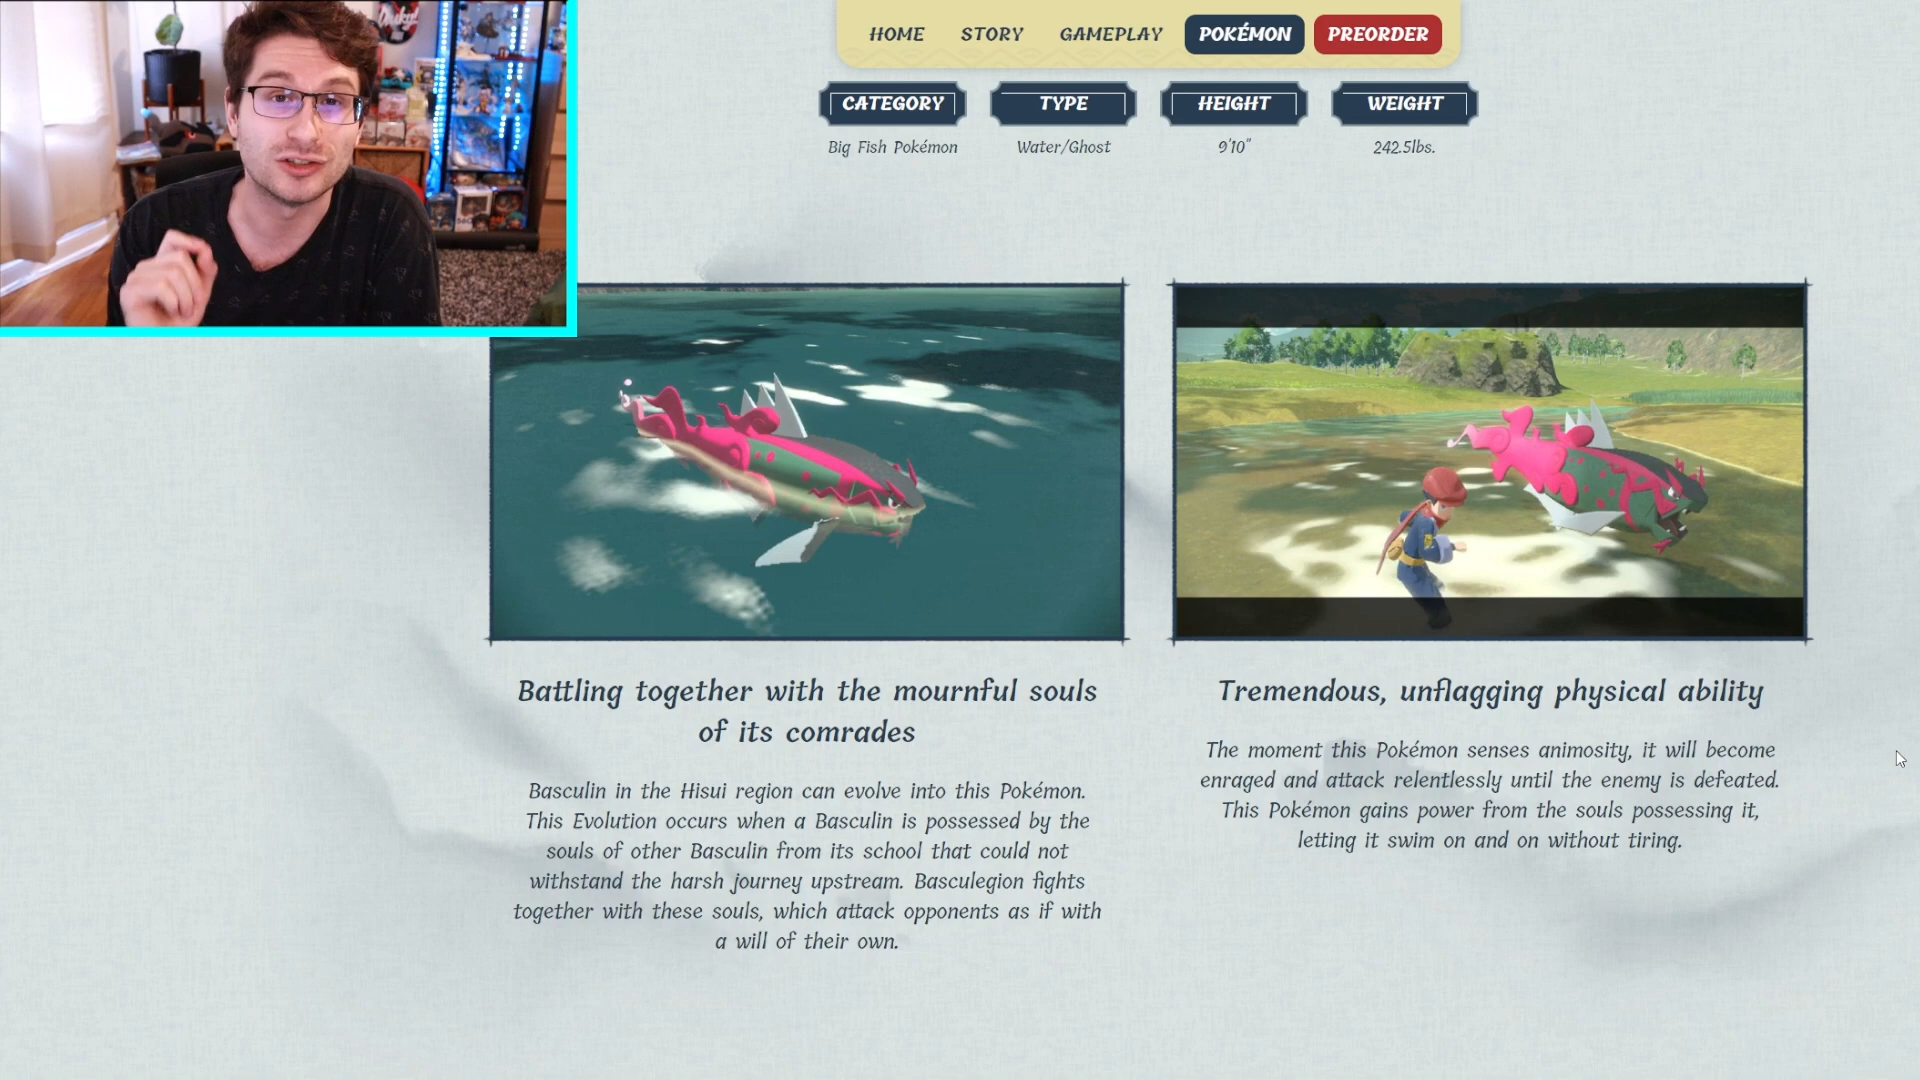 HOME STORY GAMEPLAY POKÉMON PREORDER
CATEGORY TYPE HEIGHT WEIGHT
Big Fish Pokémon Water/Ghost 9'10" 242.5lbs.
Battling together with the mournful souls
of its comrades
Basculin in the Hisui region can evolve into this Pokémon.
This Evolution occurs when a Basculin is possessed by the
souls of other Basculin from its school that could not
withstand the harsh journey upstream. Basculegion fights
together with these souls, which attack opponents as if with
a will of their own.
Tremendous, unflagging physical ability
The moment this Pokémon senses animosity, it will become
enraged and attack relentlessly until the enemy is defeated.
This Pokémon gains power from the souls possessing it,
letting it swim on and on without tiring.